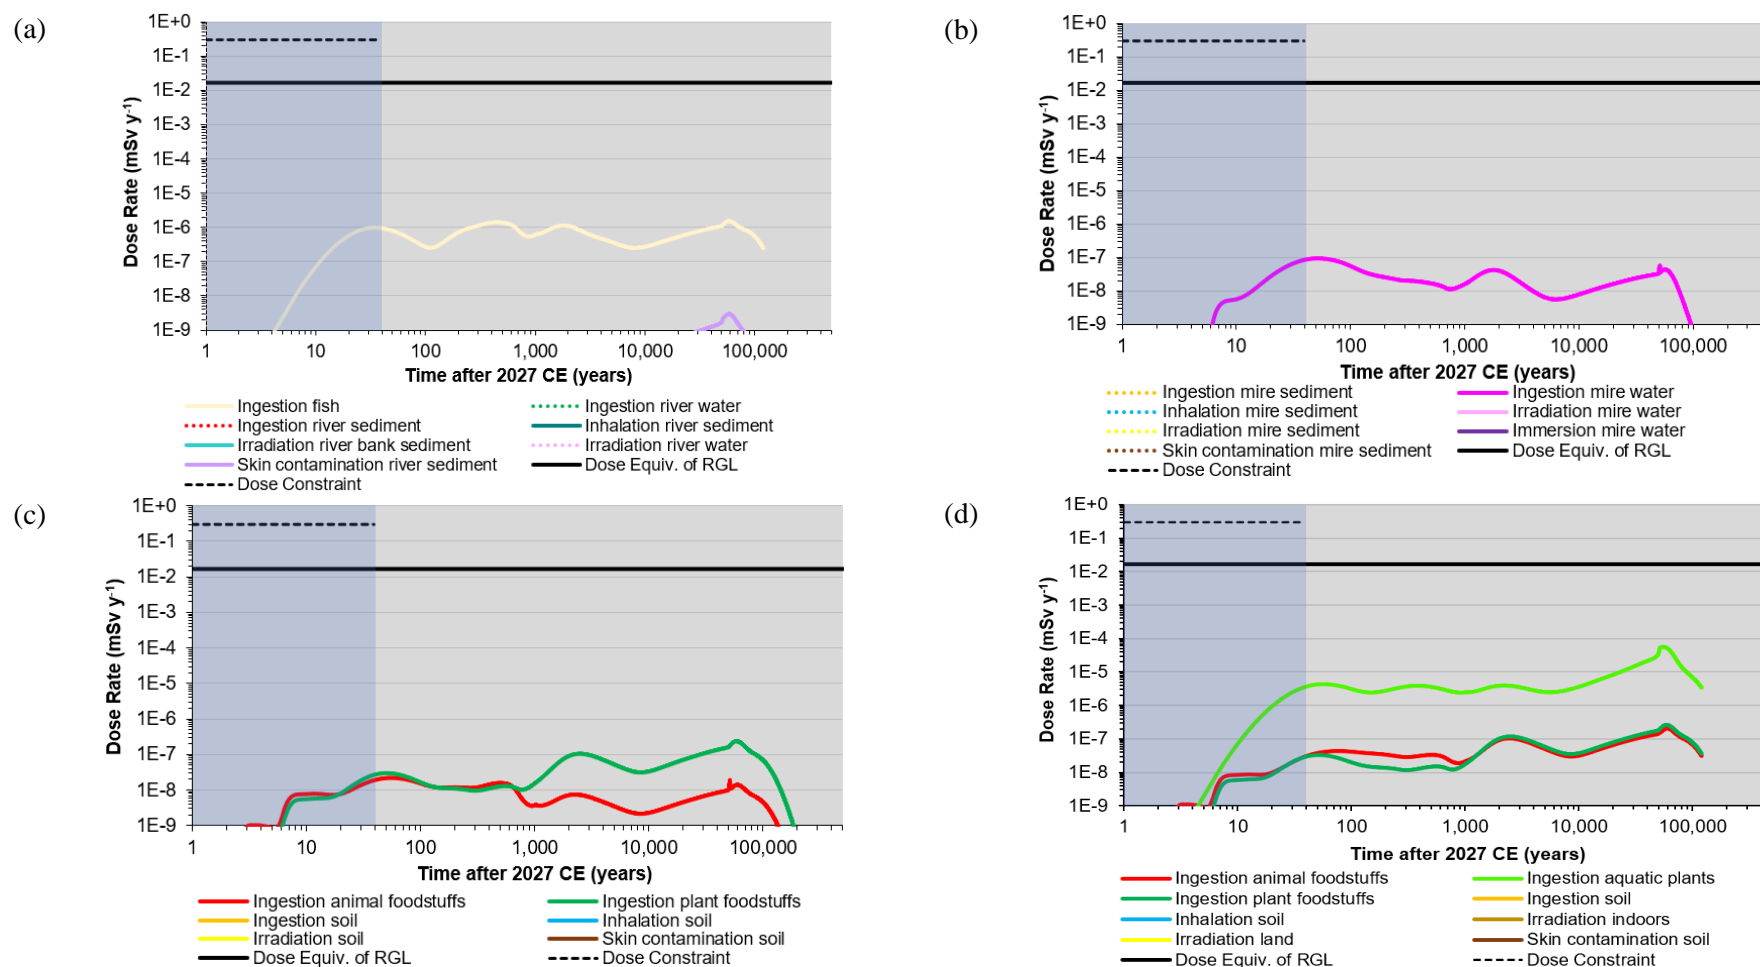 (a)
1E+0
1E-1
1E-2
1E-3
1E-4
1E-5
1E-6
1E-7
1E-8
1E-9
Dose Rate (mSv y-1)
1 10 100 1,000 10,000 100,000
Time after 2027 CE (years)
Ingestion fish Ingestion river water
Ingestion river sediment Inhalation river sediment
Irradiation river bank sediment Irradiation river water
Skin contamination river sediment Dose Equiv. of RGL
Dose Constraint
(b)
1E+0
1E-1
1E-2
1E-3
1E-4
1E-5
1E-6
1E-7
1E-8
1E-9
Dose Rate (mSv y-1)
1 10 100 1,000 10,000 100,000
Time after 2027 CE (years)
Ingestion mire sediment Ingestion mire water
Inhalation mire sediment Irradiation mire water
Irradiation mire sediment Immersion mire water
Skin contamination mire sediment Dose Equiv. of RGL
Dose Constraint
(c)
1E+0
1E-1
1E-2
1E-3
1E-4
1E-5
1E-6
1E-7
1E-8
1E-9
Dose Rate (mSv y-1)
1 10 100 1,000 10,000 100,000
Time after 2027 CE (years)
Ingestion animal foodstuffs Ingestion plant foodstuffs
Ingestion soil Inhalation soil
Irradiation soil Skin contamination soil
Dose Equiv. of RGL Dose Constraint
(d)
1E+0
1E-1
1E-2
1E-3
1E-4
1E-5
1E-6
1E-7
1E-8
1E-9
Dose Rate (mSv y-1)
1 10 100 1,000 10,000 100,000
Time after 2027 CE (years)
Ingestion animal foodstuffs Ingestion aquatic plants
Ingestion plant foodstuffs Ingestion soil
Inhalation soil Irradiation indoors
Irradiation land Skin contamination soil
Dose Equiv. of RGL Dose Constraint